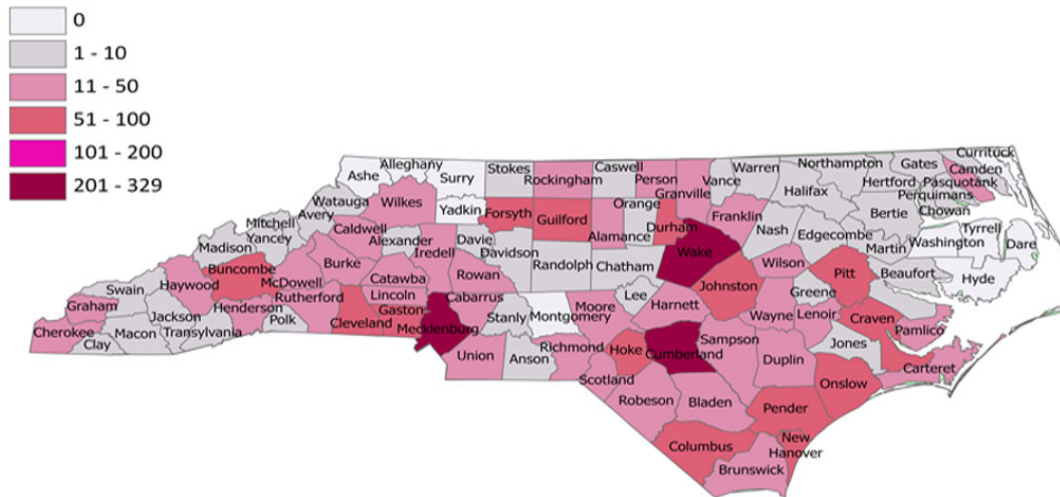 0
1 - 10
11 - 50
51 - 100
101 - 200
201 - 329
Ashe
Alleghany
Surry
Stokes
Rockingham
Caswell
Person
Granville
Vance
Warren
Northampton
Gates
Currituck
Camden
Pasquotank
Perquimans
Chowan
Hertford
Halifax
Bertie
Watauga
Wilkes
Yadkin
Forsyth
Guilford
Alamance
Orange
Durham
Franklin
Nash
Edgecombe
Martin
Washington
Tyrrell
Dare
Mitchell
Avery
Yancey
Madison
Caldwell
Alexander
Iredell
Davie
Davidson
Randolph
Chatham
Wake
Wilson
Pitt
Beaufort
Hyde
Swain
Haywood
Buncombe
McDowell
Burke
Catawba
Rowan
Lee
Harnett
Johnston
Greene
Wayne
Lenoir
Craven
Pamlico
Graham
Cherokee
Clay
Macon
Jackson
Transylvania
Henderson
Polk
Rutherford
Cleveland
Lincoln
Gaston
Mecklenburg
Cabarrus
Stanly
Montgomery
Moore
Richmond
Hoke
Cumberland
Sampson
Duplin
Jones
Onslow
Carteret
Union
Anson
Scotland
Robeson
Bladen
Pender
Columbus
New
Hanover
Brunswick